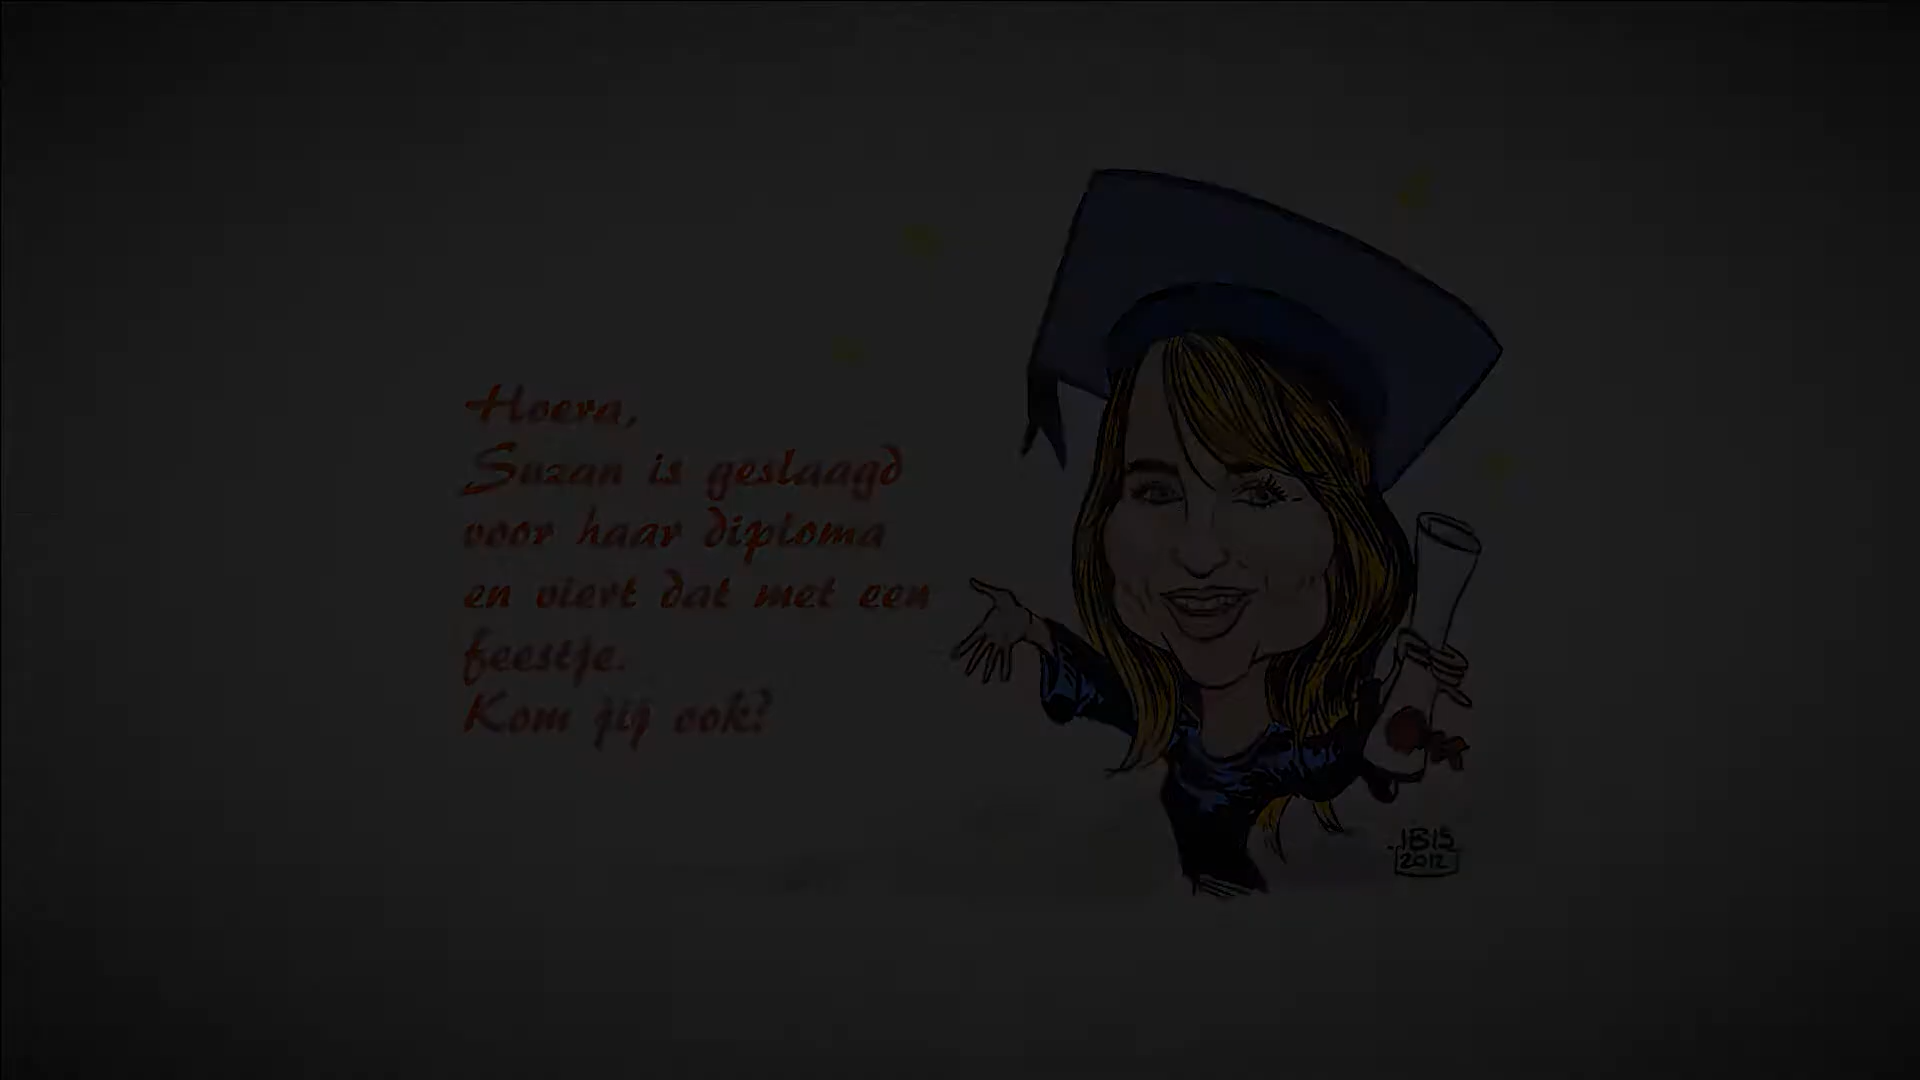 Hoera,
Suzan is geslaagd
voor haar diploma
en viert dat met een
feestje.
Kom jij ook?
IBIS
2012